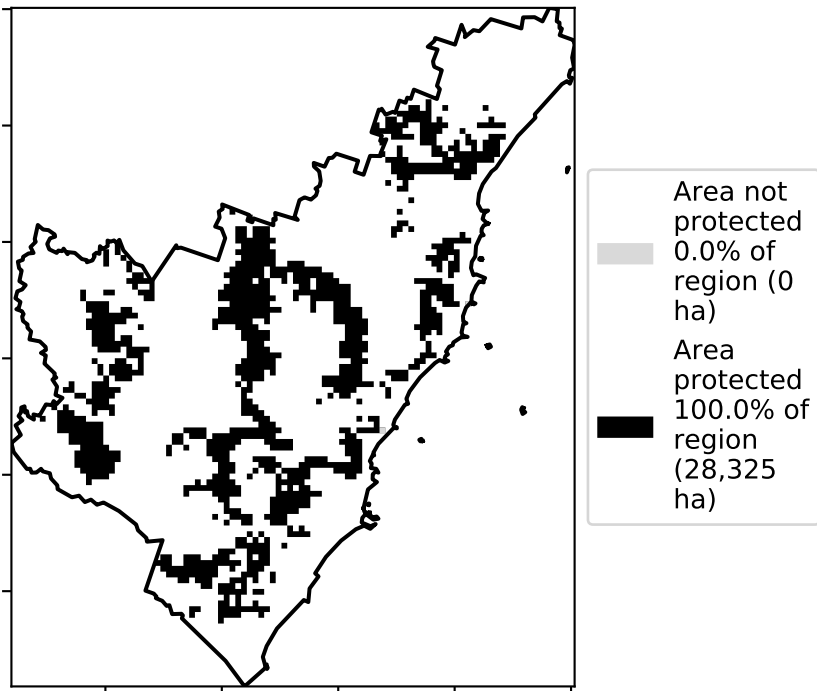 Area not
protected
0.0% of
region (0
ha)
Area
protected
100.0% of
region
(28,325
ha)